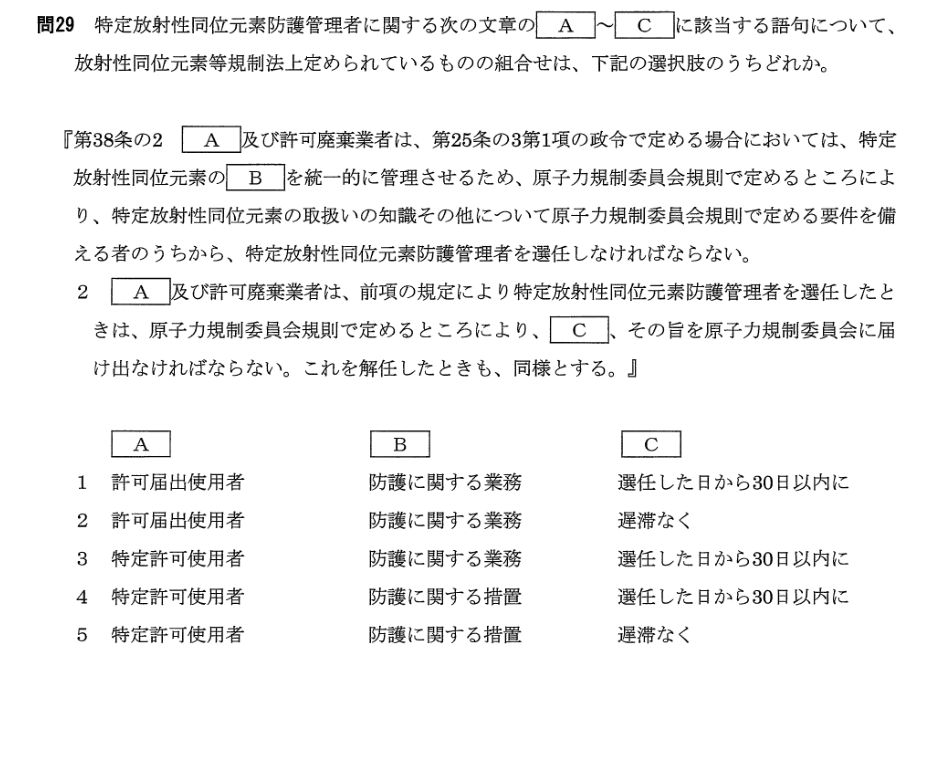 問29 特定放射性同位元素防護管理者に関する次の文章の A ～ C に該当する語句について、
放射性同位元素等規制法上定められているものの組合せは、下記の選択肢のうちどれか。
『第38条の2 A 及び許可廃棄業者は、第25条の3第1項の政令で定める場合においては、特定
放射性同位元素の B を統一的に管理させるため、原子力規制委員会規則で定めるところによ
り、特定放射性同位元素の取扱いの知識その他について原子力規制委員会規則で定める要件を備
える者のうちから、特定放射性同位元素防護管理者を選任しなければならない。
2 A 及び許可廃棄業者は、前項の規定により特定放射性同位元素防護管理者を選任したと
きは、原子力規制委員会規則で定めるところにより、 C 、その旨を原子力規制委員会に届
け出なければならない。これを解任したときも、同様とする。』
A B C
1 許可届出使用者 防護に関する業務 選任した日から30日以内に
2 許可届出使用者 防護に関する業務 遅滞なく
3 特定許可使用者 防護に関する業務 選任した日から30日以内に
4 特定許可使用者 防護に関する措置 選任した日から30日以内に
5 特定許可使用者 防護に関する措置 遅滞なく